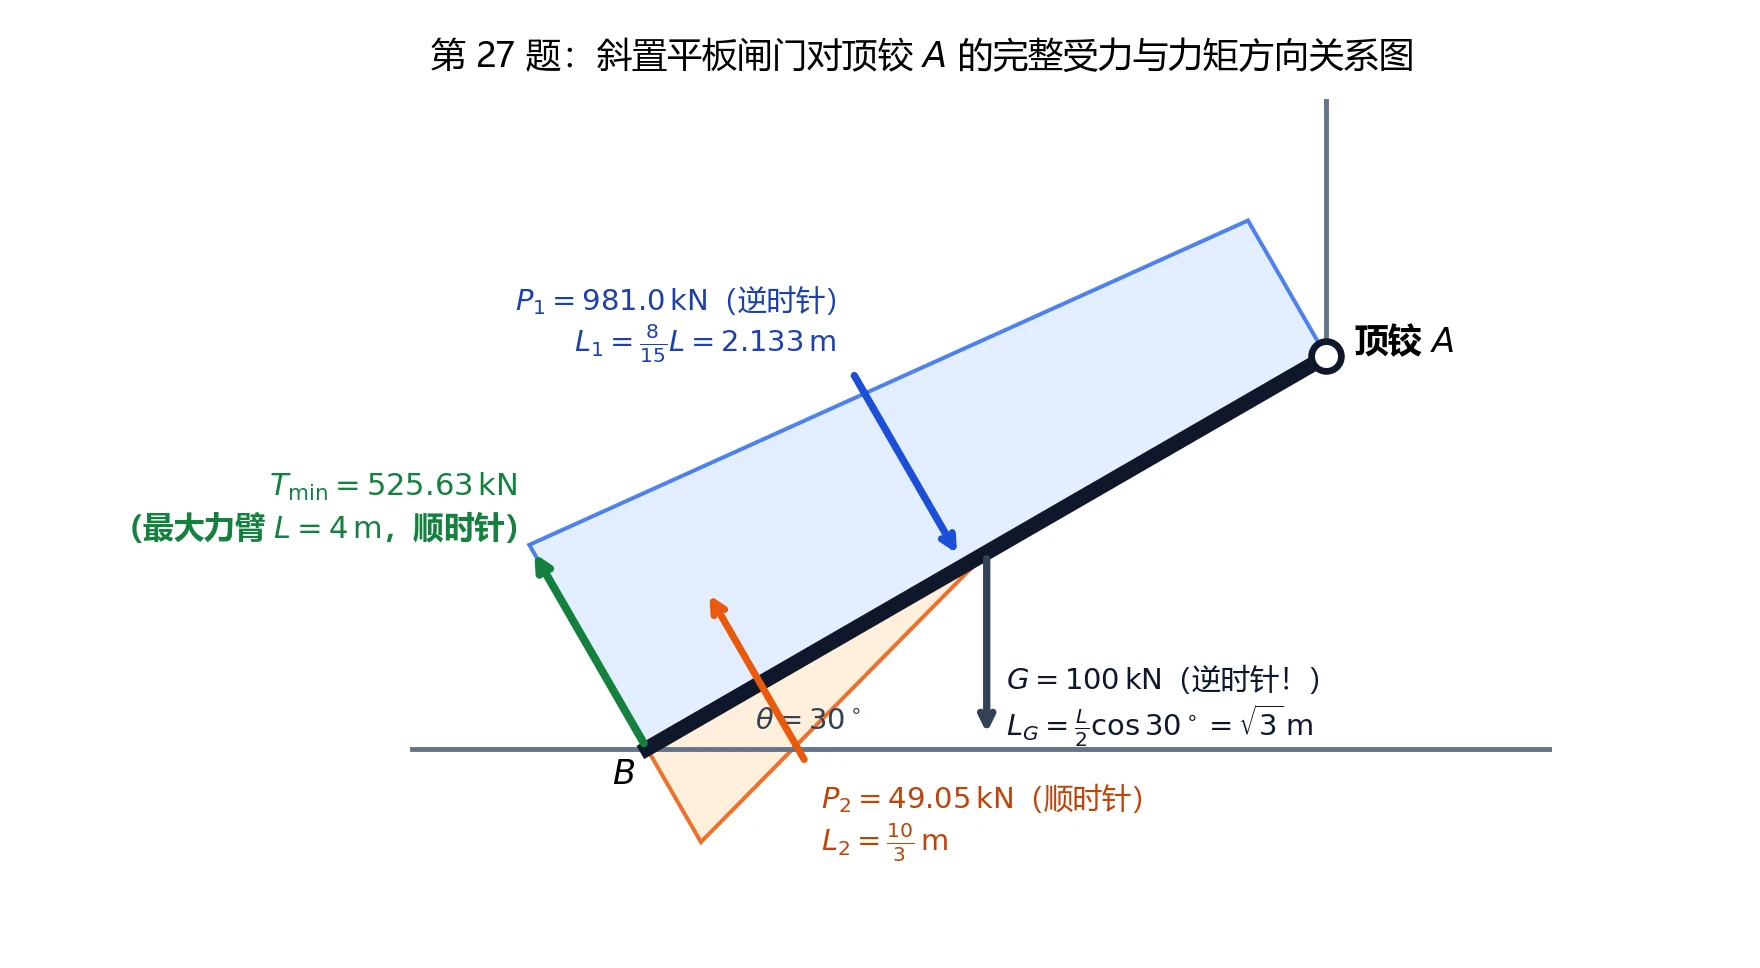 第 27 题：斜置平板闸门对顶铰 A 的完整受力与力矩方向关系图
P₁ = 981.0 kN（逆时针）
L₁ = 8/15 L = 2.133 m
顶铰 A
T_min = 525.63 kN
(最大力臂 L = 4 m，顺时针)
G = 100 kN（逆时针！）
L_G = L/2 cos 30° = √3 m
θ = 30°
B
P₂ = 49.05 kN（顺时针）
L₂ = 10/3 m